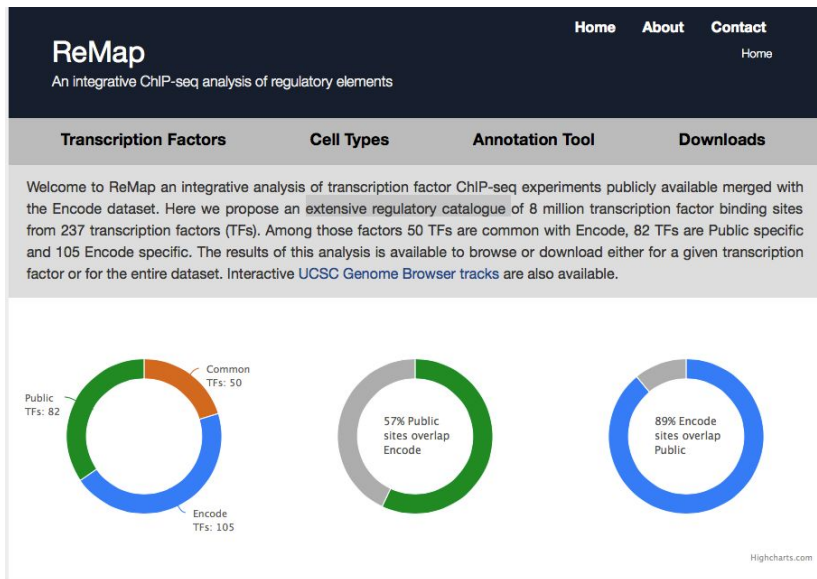 Home About Contact
ReMap
Home
An integrative ChIP-seq analysis of regulatory elements
Transcription Factors Cell Types Annotation Tool Downloads
Welcome to ReMap an integrative analysis of transcription factor ChIP-seq experiments publicly available merged with
the Encode dataset. Here we propose an extensive regulatory catalogue of 8 million transcription factor binding sites
from 237 transcription factors (TFs). Among those factors 50 TFs are common with Encode, 82 TFs are Public specific
and 105 Encode specific. The results of this analysis is available to browse or download either for a given transcription
factor or for the entire dataset. Interactive UCSC Genome Browser tracks are also available.
Common
TFs: 50
Public
TFs: 82
Encode
TFs: 105
57% Public
sites overlap
Encode
89% Encode
sites overlap
Public
Highcharts.com